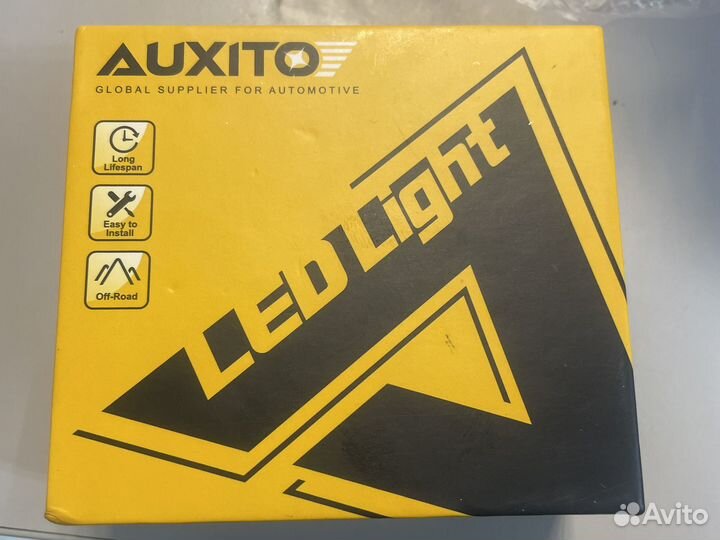 AUXITO
GLOBAL SUPPLIER FOR AUTOMOTIVE
Long
Lifespan
Easy to
Install
Off-Road
LED Light
Avito